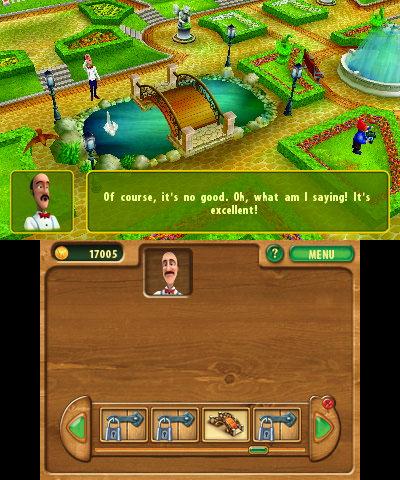 Of course, it's no good. Oh, what am I saying! It's
excellent!
17005
?
MENU